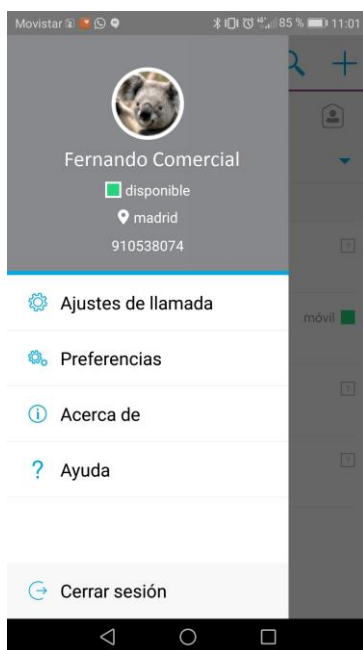 Movistar 85 % 11:01
Fernando Comercial
disponible
madrid
910538074
Ajustes de llamada
móvil
Preferencias
Acerca de
? Ayuda
Cerrar sesión